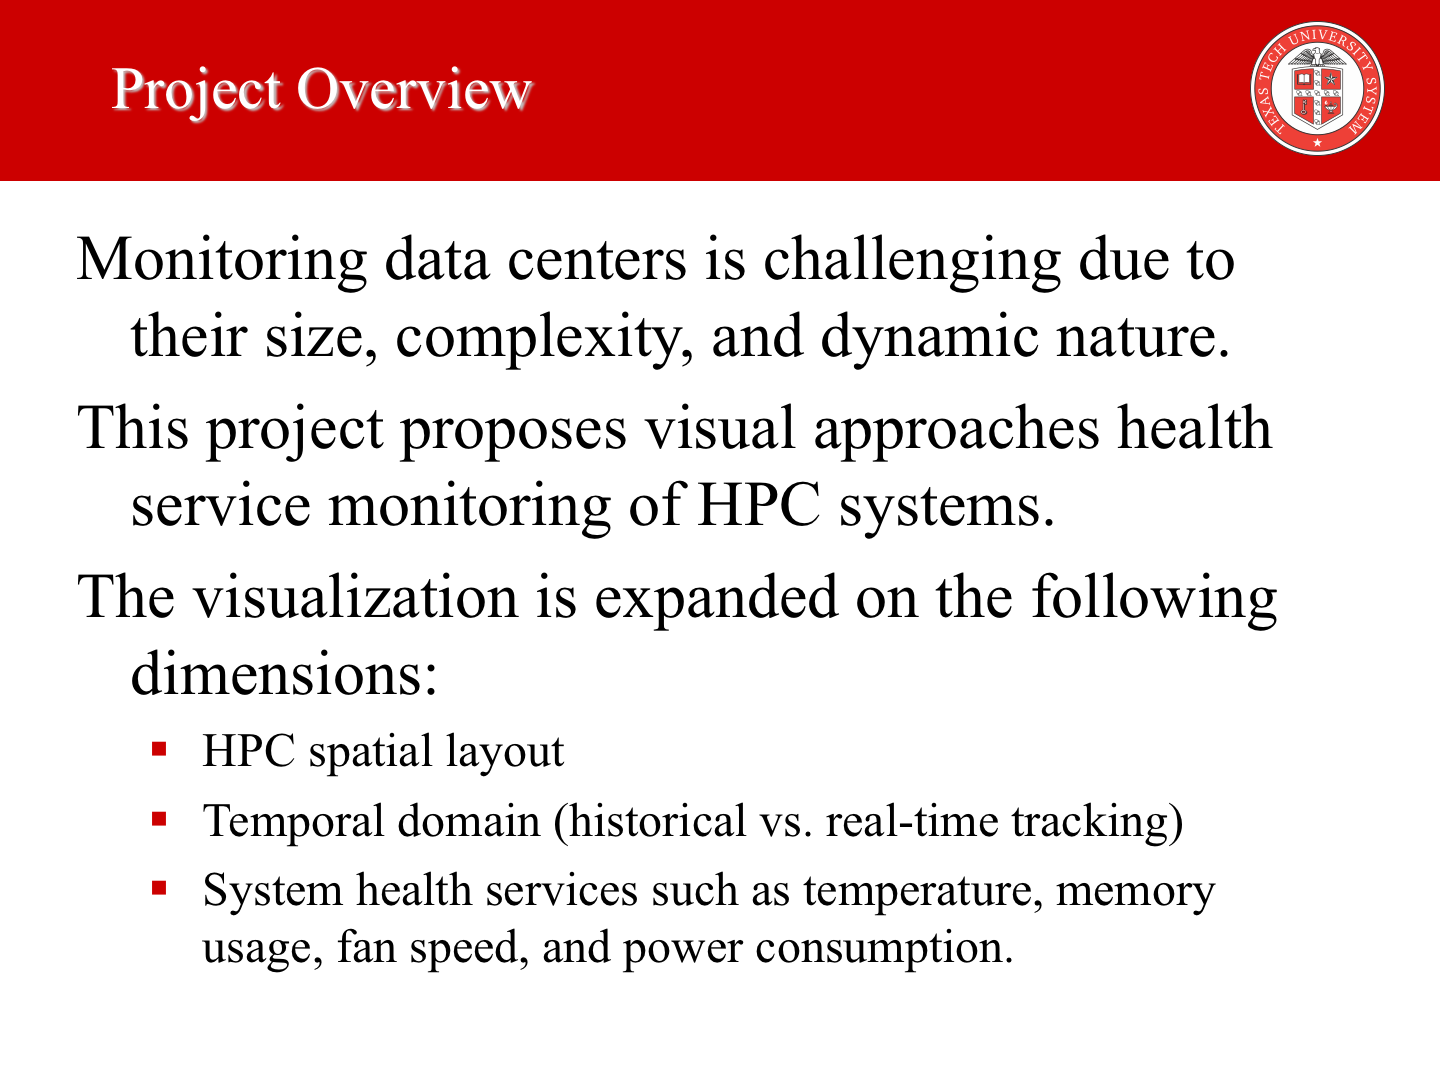 Project Overview
TEXAS TECH UNIVERSITY SYSTEM
Monitoring data centers is challenging due to
their size, complexity, and dynamic nature.
This project proposes visual approaches health
service monitoring of HPC systems.
The visualization is expanded on the following
dimensions:
▪ HPC spatial layout
▪ Temporal domain (historical vs. real-time tracking)
▪ System health services such as temperature, memory
usage, fan speed, and power consumption.